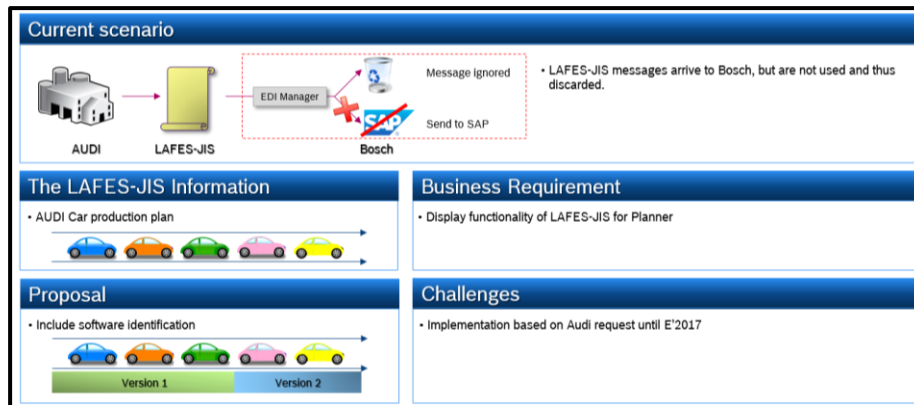 Current scenario
Message ignored
• LAFES-JIS messages arrive to Bosch, but are not used and thus
discarded.
EDI Manager
SAP
Send to SAP
AUDI
LAFES-JIS
Bosch
The LAFES-JIS Information
• AUDI Car production plan
Business Requirement
• Display functionality of LAFES-JIS for Planner
Proposal
• Include software identification
Version 1
Version 2
Challenges
• Implementation based on Audi request until E'2017